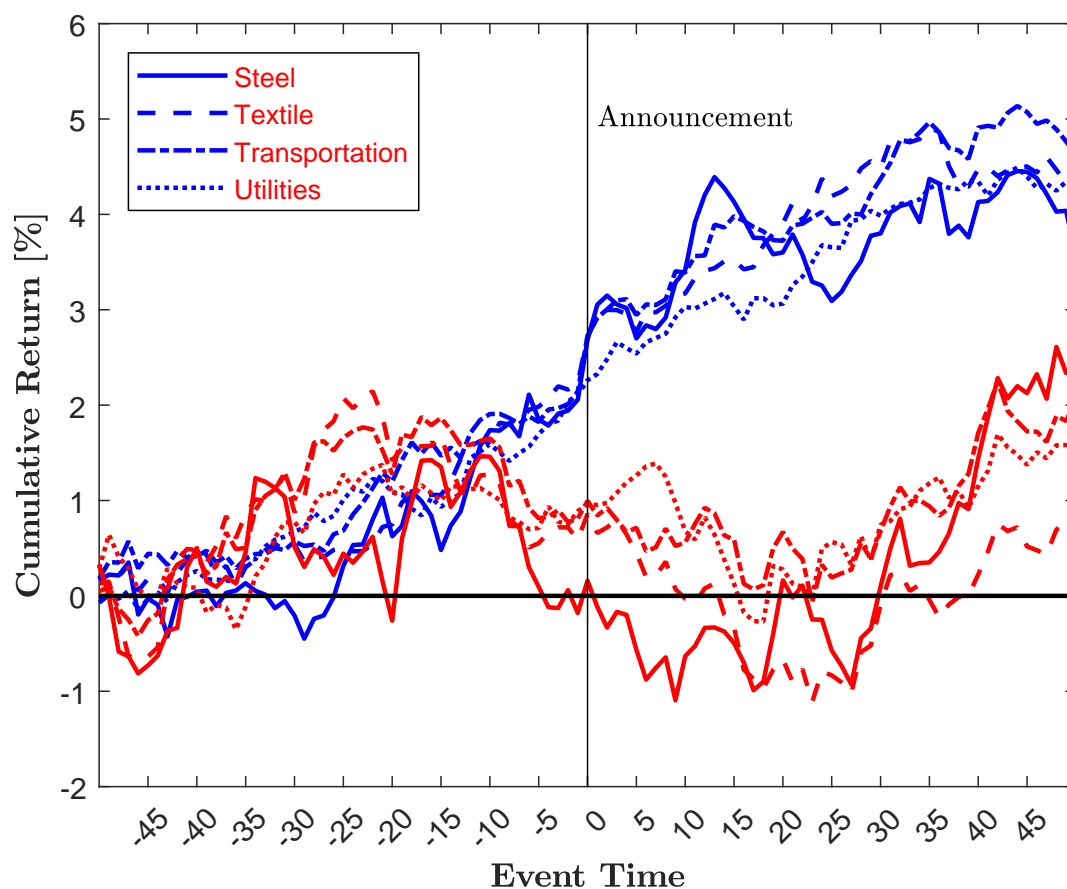 6
5
4
3
2
1
0
-1
-2
Cumulative Return [%]
Steel
Textile
Transportation
Utilities
Announcement
-45 -40 -35 -30 -25 -20 -15 -10 -5 0 5 10 15 20 25 30 35 40 45
Event Time